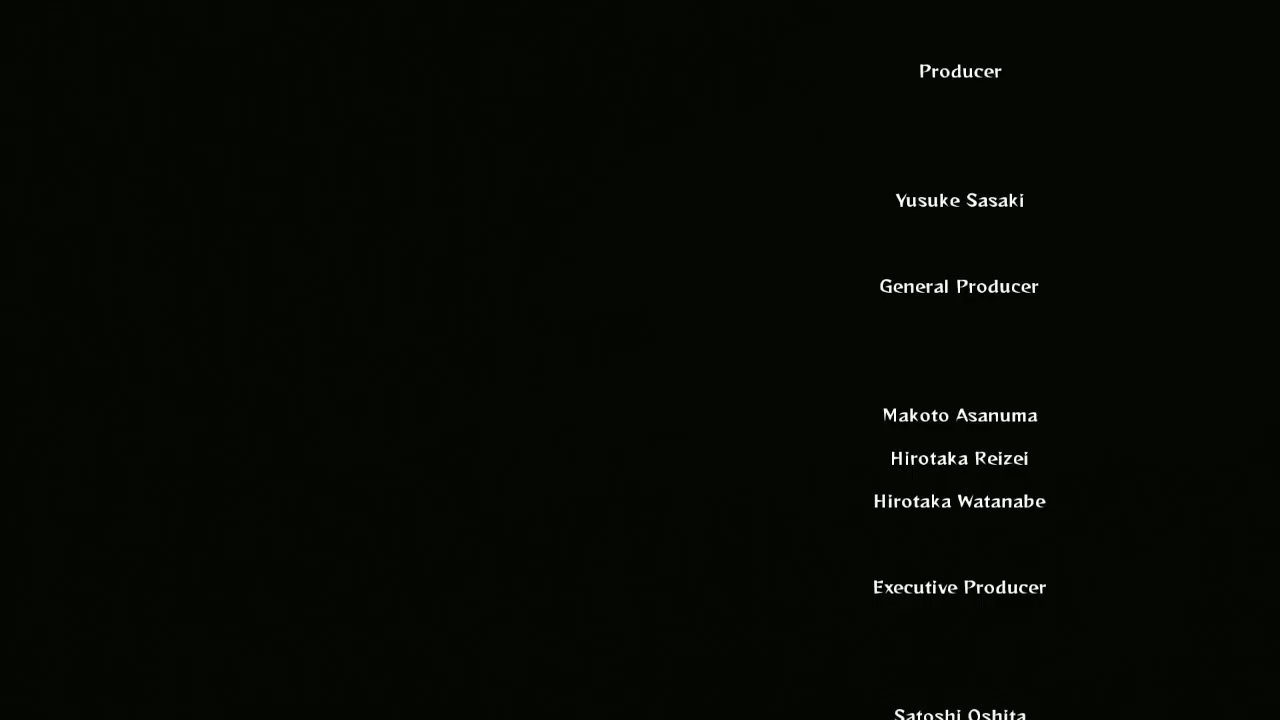 Producer
Yusuke Sasaki
General Producer
Makoto Asanuma
Hirotaka Reizei
Hirotaka Watanabe
Executive Producer
Satoshi Oshita